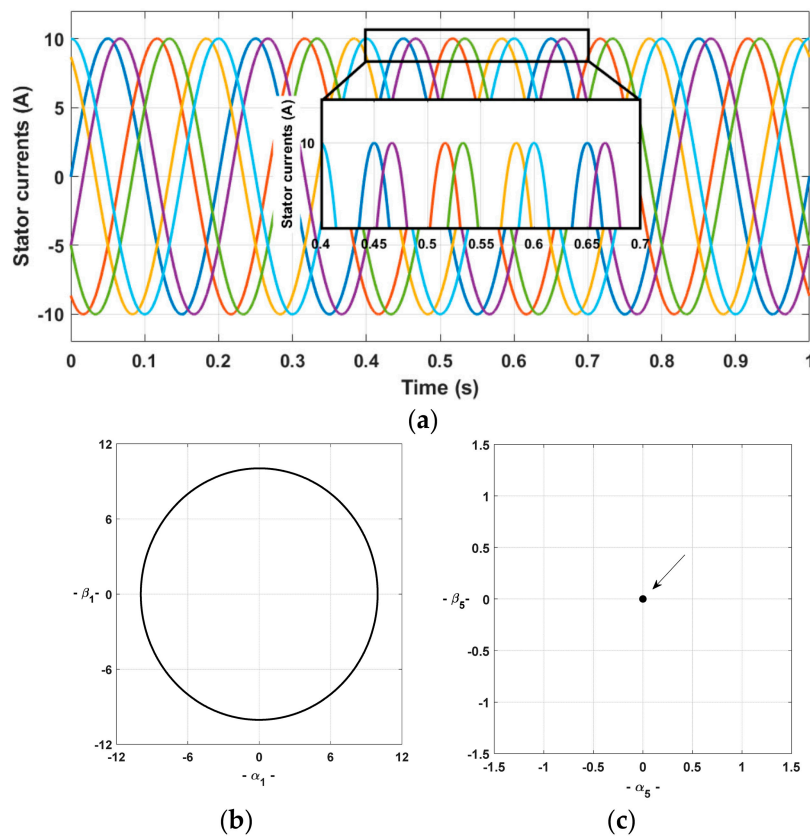 Stator currents (A)
10
5
0
-5
-10
Stator currents (A)
10
0.4 0.45 0.5 0.55 0.6 0.65 0.7
0 0.1 0.2 0.3 0.4 0.5 0.6 0.7 0.8 0.9 1
Time (s)
(a)
12
6
- β1- 0
-6
-12
-12 -6 0 6 12
- α1 -
(b)
1.5
1
0.5
- β5- 0
-0.5
-1
-1.5
-1.5 -1 -0.5 0 0.5 1 1.5
- α5 -
(c)